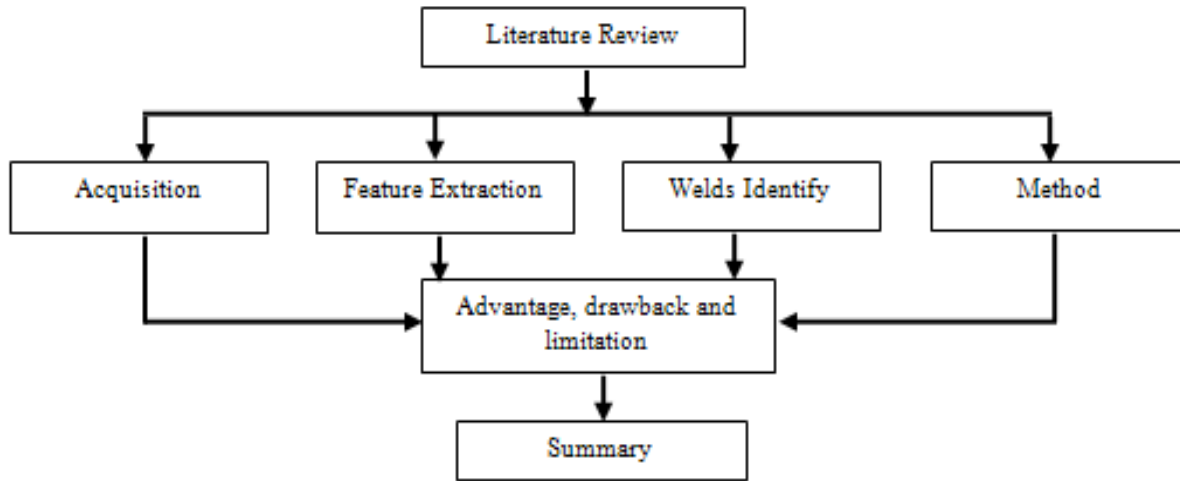 Literature Review
Acquisition
Feature Extraction
Welds Identify
Method
Advantage, drawback and
limitation
Summary